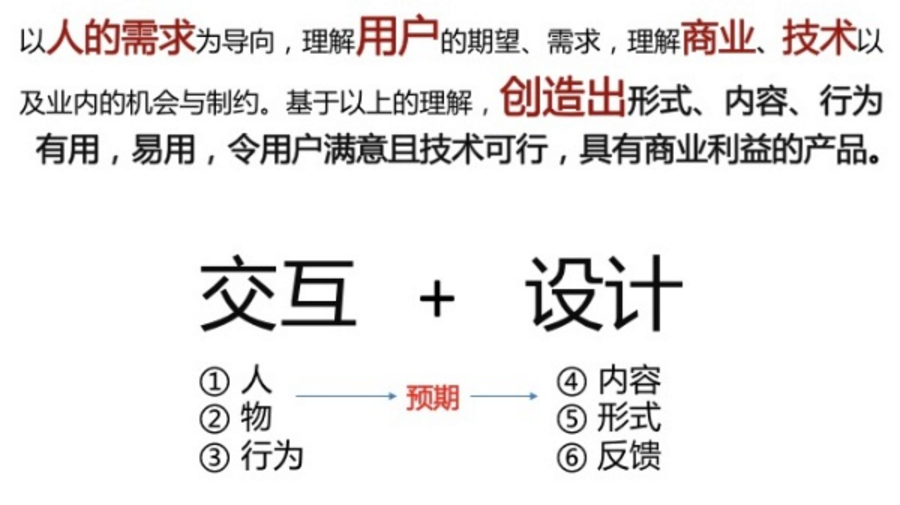 以人的需求为导向，理解用户的期望、需求，理解商业、技术以
及业内的机会与制约。基于以上的理解，创造出形式、内容、行为
有用，易用，令用户满意且技术可行，具有商业利益的产品。
交互 + 设计
① 人
② 物
③ 行为
预期
④ 内容
⑤ 形式
⑥ 反馈